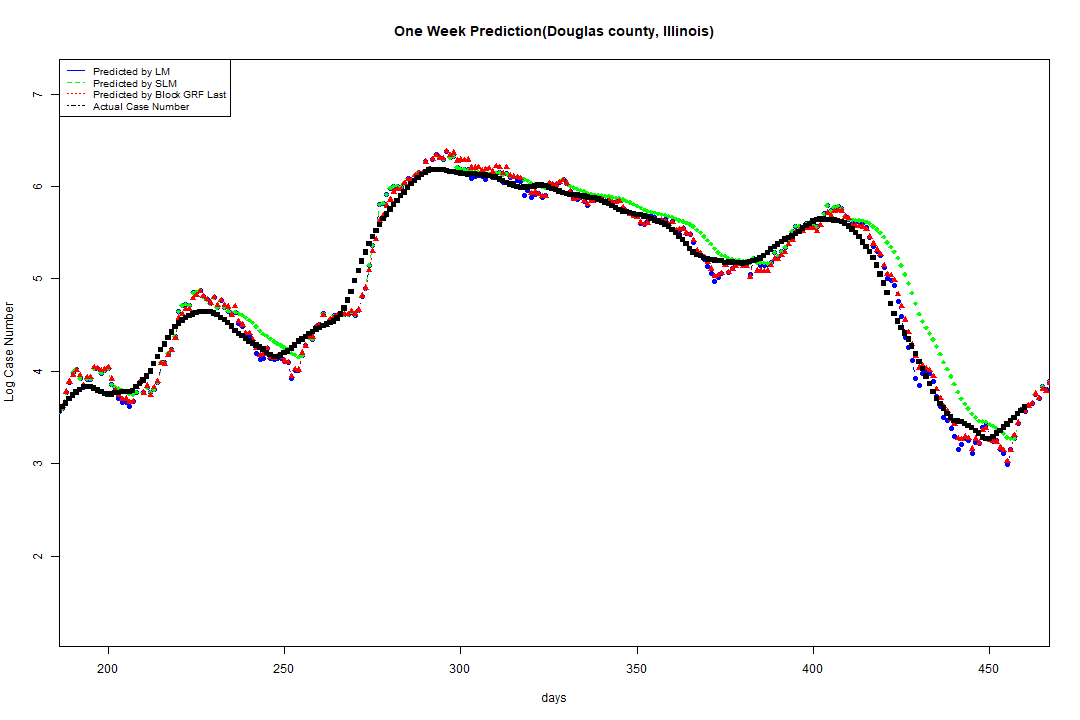 One Week Prediction(Douglas county, Illinois)
Predicted by LM
Predicted by SLM
Predicted by Block GRF Last
Actual Case Number
7
6
5
4
3
2
Log Case Number
200 250 300 350 400 450
days